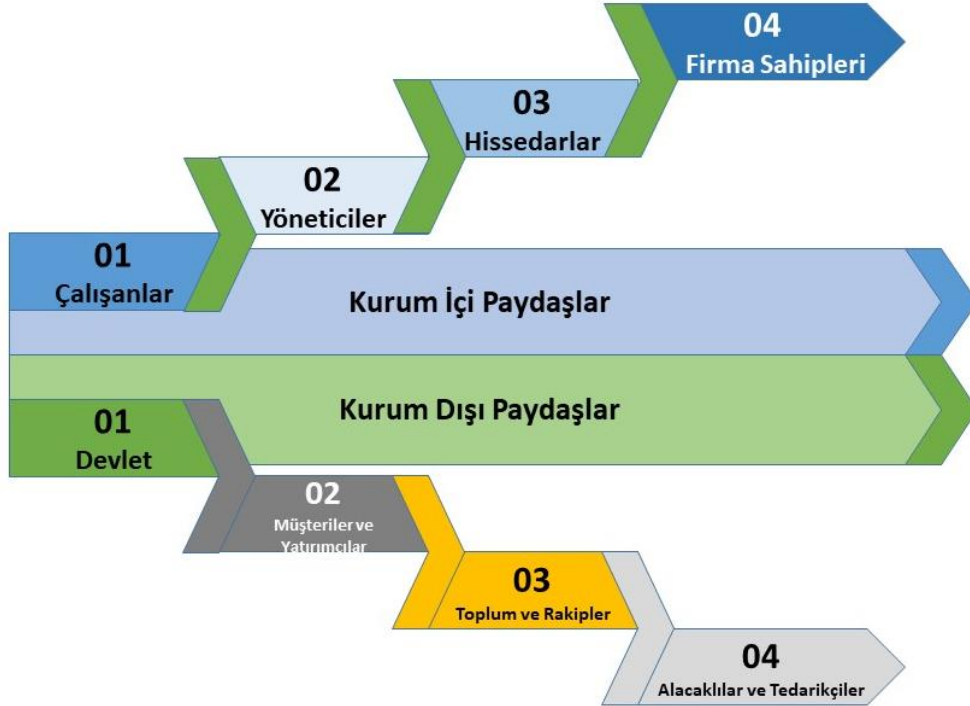 04
Firma Sahipleri
03
Hissedarlar
02
Yöneticiler
01
Çalışanlar
Kurum İçi Paydaşlar
Kurum Dışı Paydaşlar
01
Devlet
02
Müşteriler ve
Yatırımcılar
03
Toplum ve Rakipler
04
Alacaklılar ve Tedarikçiler